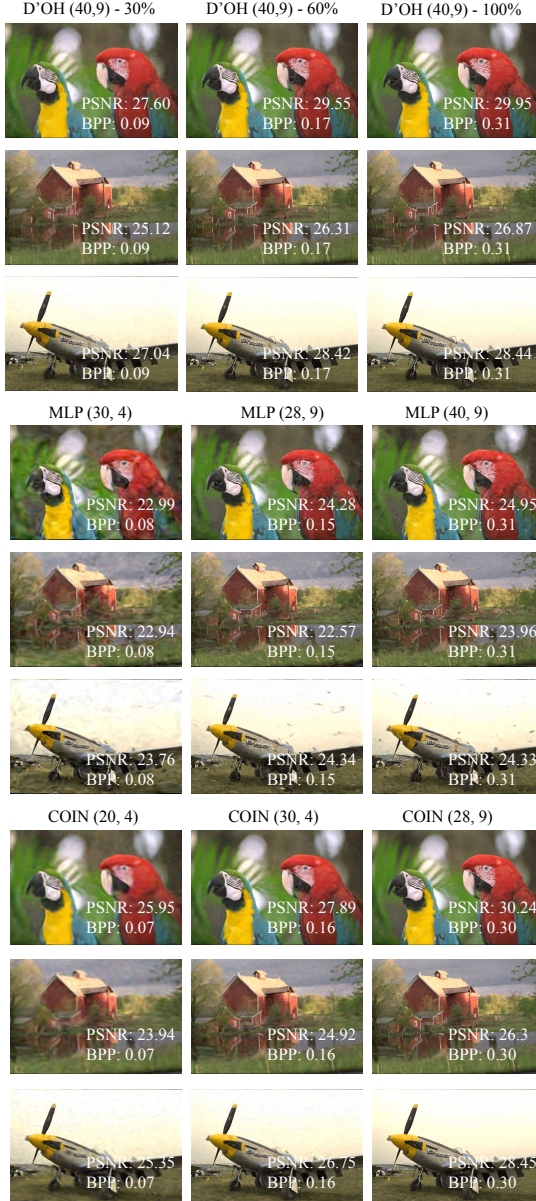 D'OH (40,9) - 30% D'OH (40,9) - 60% D'OH (40,9) - 100%
PSNR: 27.60 PSNR: 29.55 PSNR: 29.95
BPP: 0.09 BPP: 0.17 BPP: 0.31
PSNR: 25.12 PSNR: 26.31 PSNR: 26.87
BPP: 0.09 BPP: 0.17 BPP: 0.31
PSNR: 27.04 PSNR: 28.42 PSNR: 28.44
BPP: 0.09 BPP: 0.17 BPP: 0.31
MLP (30, 4) MLP (28, 9) MLP (40, 9)
PSNR: 22.99 PSNR: 24.28 PSNR: 24.95
BPP: 0.08 BPP: 0.15 BPP: 0.31
PSNR: 22.94 PSNR: 22.57 PSNR: 23.96
BPP: 0.08 BPP: 0.15 BPP: 0.31
PSNR: 23.76 PSNR: 24.34 PSNR: 24.33
BPP: 0.08 BPP: 0.15 BPP: 0.31
COIN (20, 4) COIN (30, 4) COIN (28, 9)
PSNR: 25.95 PSNR: 27.89 PSNR: 30.24
BPP: 0.07 BPP: 0.16 BPP: 0.30
PSNR: 23.94 PSNR: 24.92 PSNR: 26.3
BPP: 0.07 BPP: 0.16 BPP: 0.30
PSNR: 25.35 PSNR: 26.75 PSNR: 28.45
BPP: 0.07 BPP: 0.16 BPP: 0.30